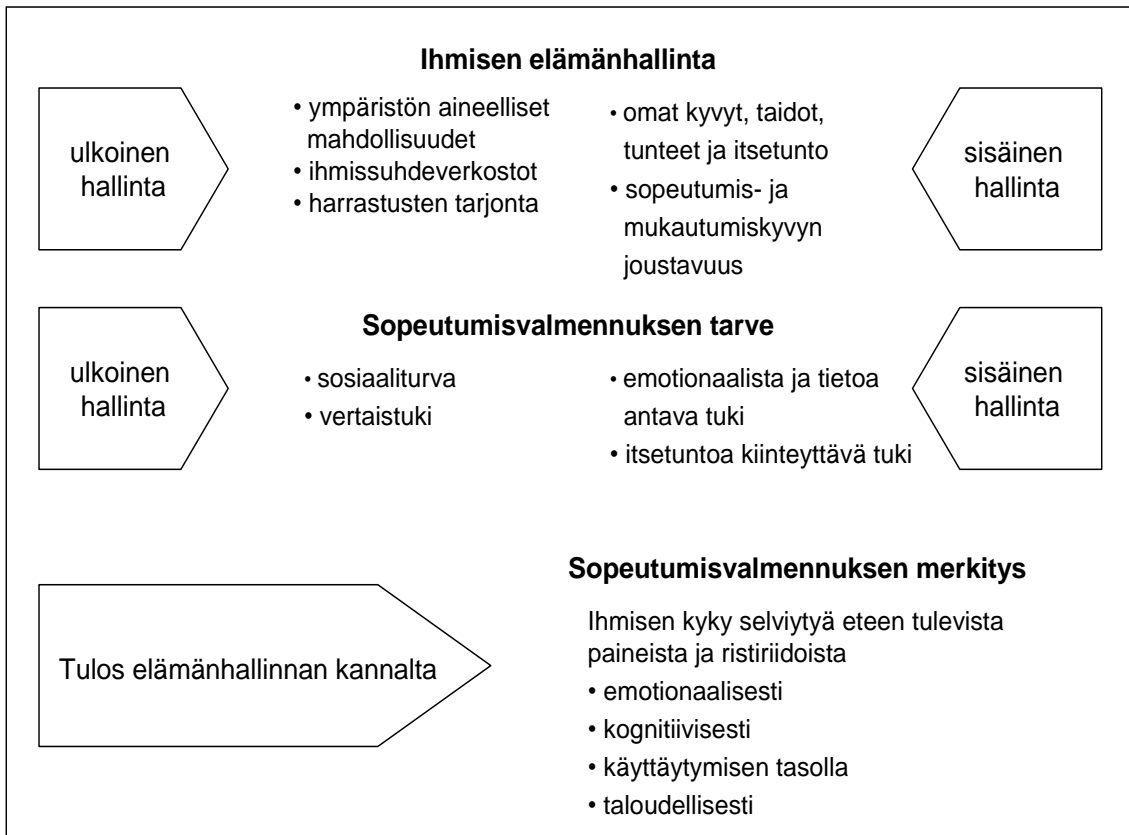 Ihmisen elämänhallinta
ulkoinen
hallinta
• ympäristön aineelliset
mahdollisuudet
• ihmissuhdeverkostot
• harrastusten tarjonta
• omat kyvyt, taidot,
tunteet ja itsetunto
• sopeutumis- ja
mukautumiskyvyn
joustavuus
sisäinen
hallinta
Sopeutumisvalmennuksen tarve
ulkoinen
hallinta
• sosiaaliturva
• vertaistuki
• emotionaalista ja tietoa
antava tuki
• itsetuntoa kiinteyttävä tuki
sisäinen
hallinta
Sopeutumisvalmennuksen merkitys
Tulos elämänhallinnan kannalta
Ihmisen kyky selviytyä eteen tulevista
paineista ja ristiriidoista
• emotionaalisesti
• kognitiivisesti
• käyttäytymisen tasolla
• taloudellisesti